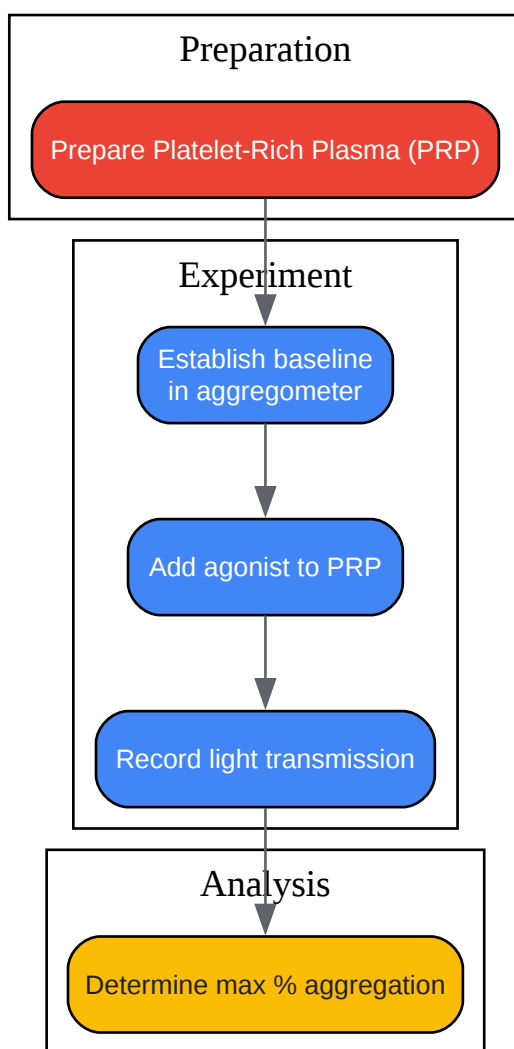 Preparation
Prepare Platelet-Rich Plasma (PRP)
Experiment
Establish baseline
in aggregometer
Add agonist to PRP
Record light transmission
Analysis
Determine max % aggregation